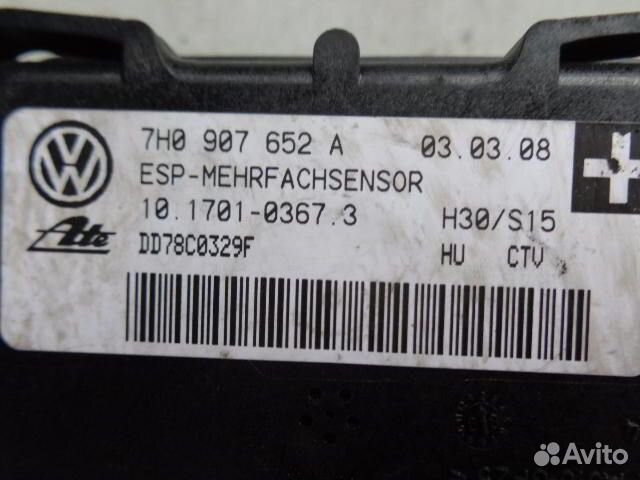 7H0 907 652 A 03.03.08
ESP-MEHRFACHSENSOR
10.1701-0367.3 H30/S15
Ate DD78C0329F HU CTV
Avito